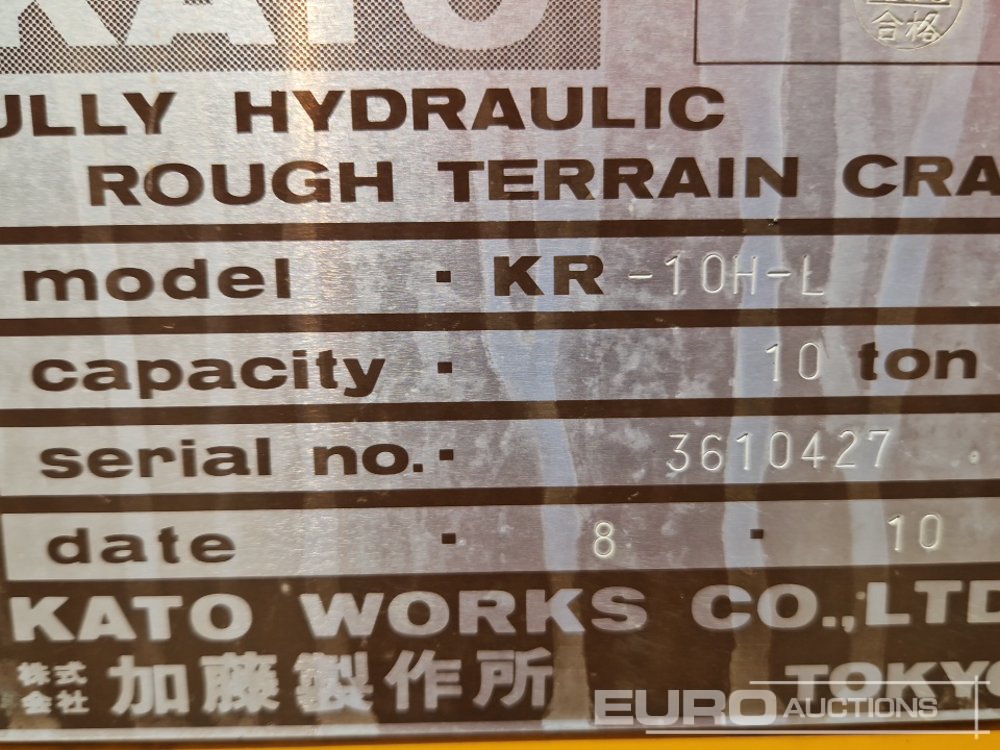 KATO
合格
ULLY HYDRAULIC
ROUGH TERRAIN CRA
model · KR -10H-L
capacity · 10 ton
serial no. · 3610427
date · 8 · 10
KATO WORKS CO.,LTD
株式会社 加藤製作所 TOKYO
EURO AUCTIONS